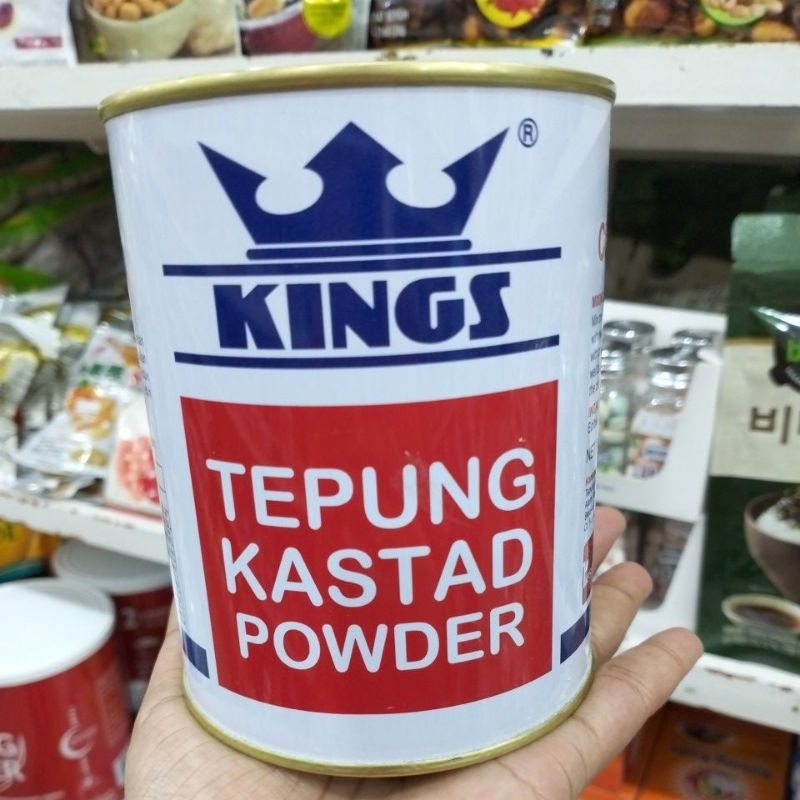 ®
KINGS
TEPUNG
KASTAD
POWDER